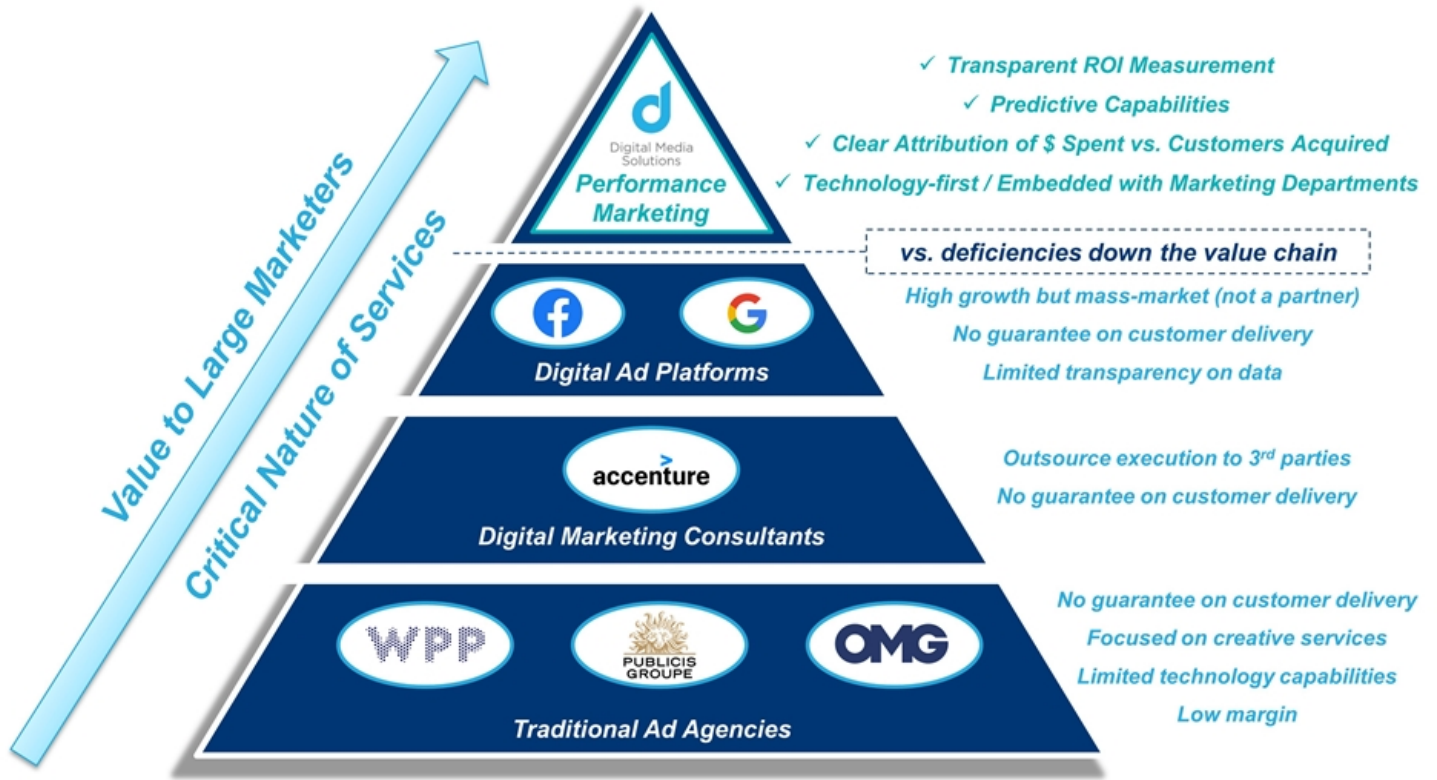 Value to Large Marketers
Critical Nature of Services
Digital Media
Solutions
Performance
Marketing
✓ Transparent ROI Measurement
✓ Predictive Capabilities
✓ Clear Attribution of $ Spent vs. Customers Acquired
✓ Technology-first / Embedded with Marketing Departments
vs. deficiencies down the value chain
Digital Ad Platforms
High growth but mass-market (not a partner)
No guarantee on customer delivery
Limited transparency on data
accenture
Digital Marketing Consultants
Outsource execution to 3rd parties
No guarantee on customer delivery
WPP
PUBLICIS
GROUPE
OMG
Traditional Ad Agencies
No guarantee on customer delivery
Focused on creative services
Limited technology capabilities
Low margin